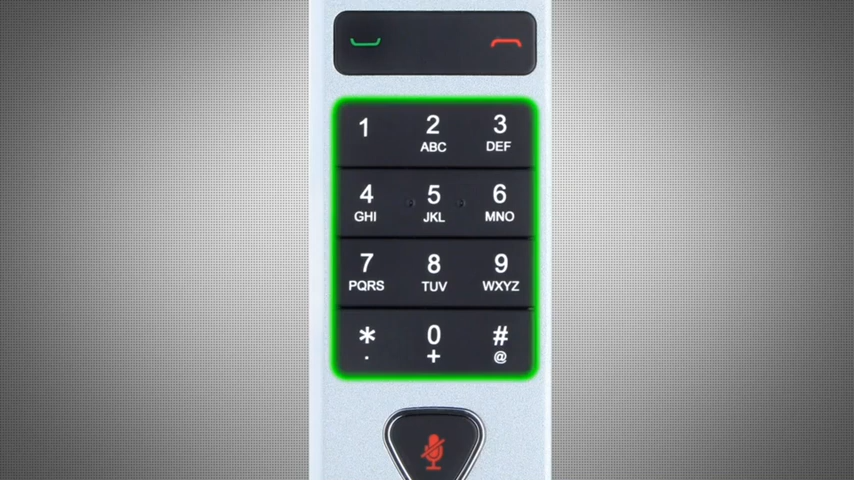 1 2 3
ABC DEF
4 5 6
GHI JKL MNO
7 8 9
PQRS TUV WXYZ
* 0 #
. + @